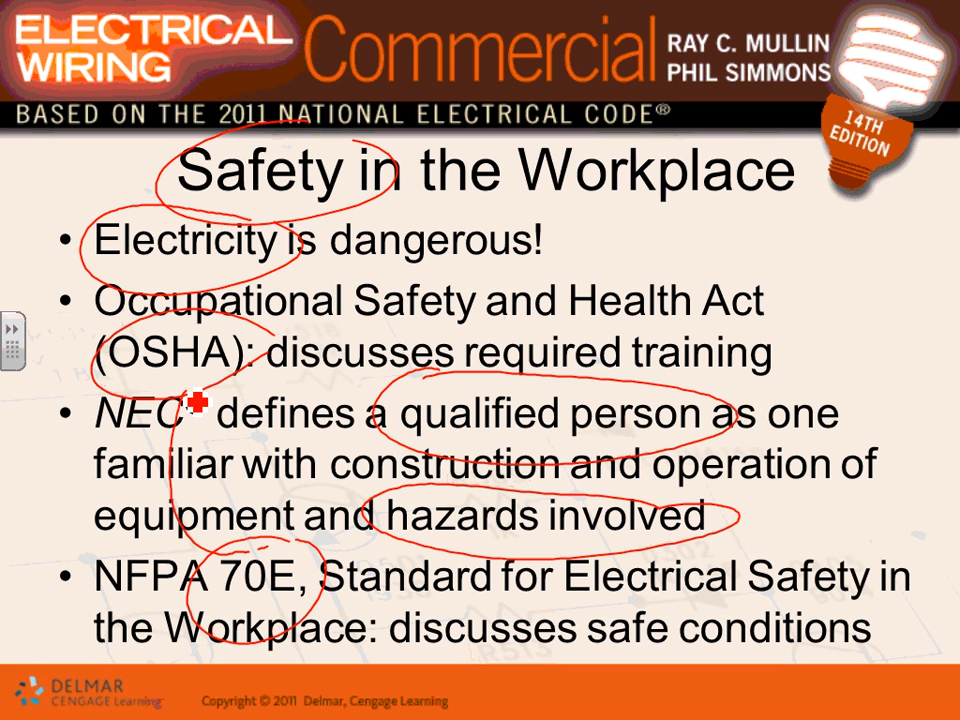 ELECTRICAL
WIRING
Commercial
RAY C. MULLIN
PHIL SIMMONS
BASED ON THE 2011 NATIONAL ELECTRICAL CODE®
14TH
EDITION
Safety in the Workplace
• Electricity is dangerous!
• Occupational Safety and Health Act
(OSHA): discusses required training
• NEC defines a qualified person as one
familiar with construction and operation of
equipment and hazards involved
• NFPA 70E, Standard for Electrical Safety in
the Workplace: discusses safe conditions
DELMAR
CENGAGE Learning
Copyright © 2011 Delmar, Cengage Learning